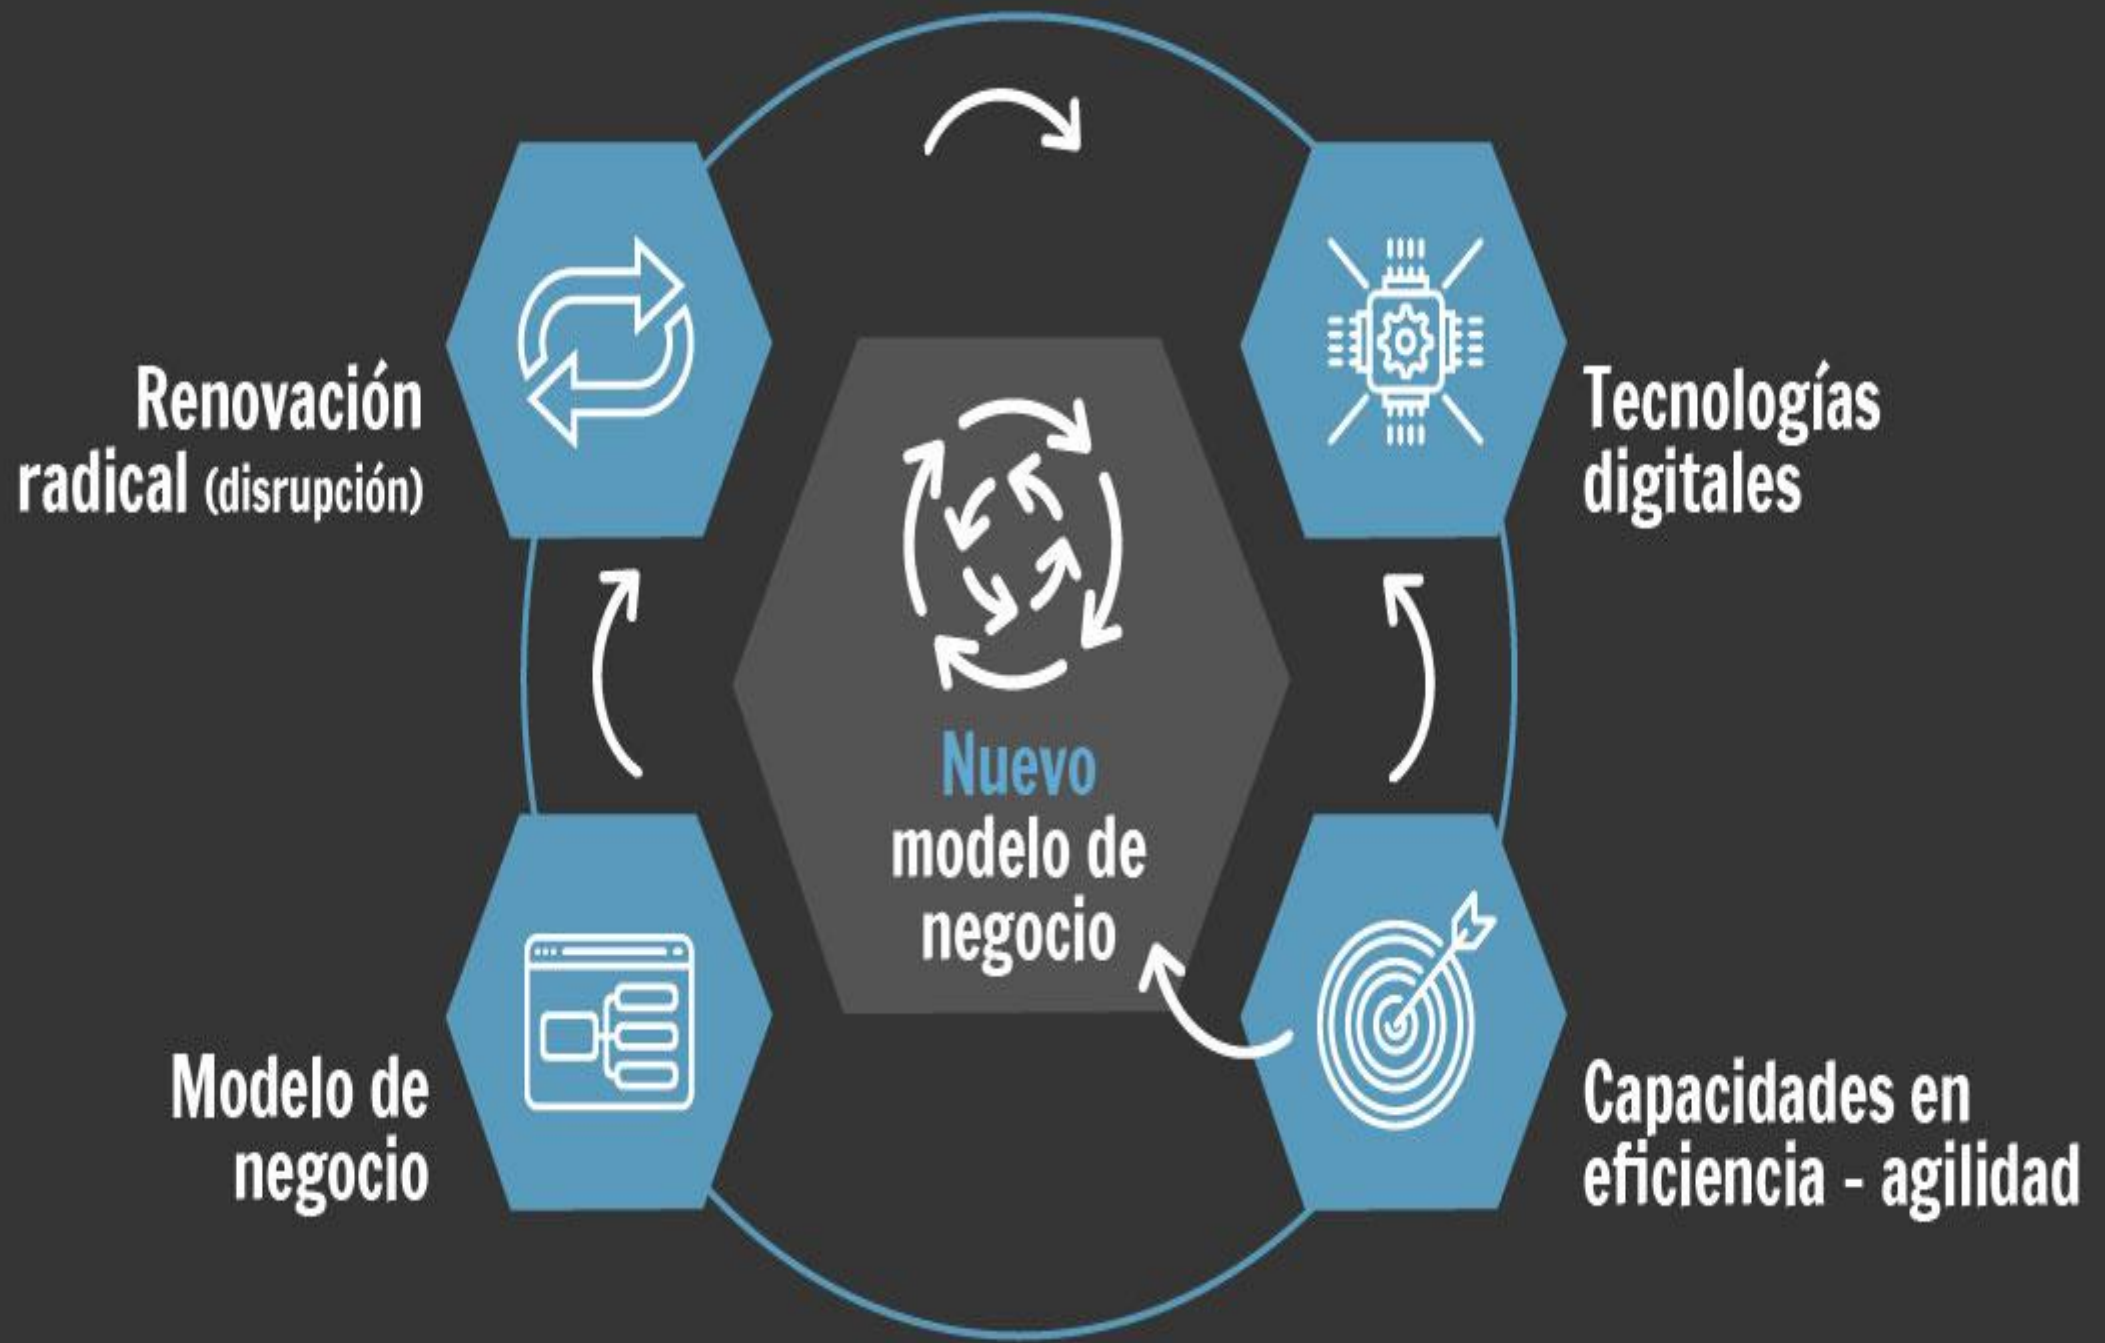 Renovación
radical (disrupción)
Tecnologías
digitales
Nuevo
modelo de
negocio
Modelo de
negocio
Capacidades en
eficiencia - agilidad